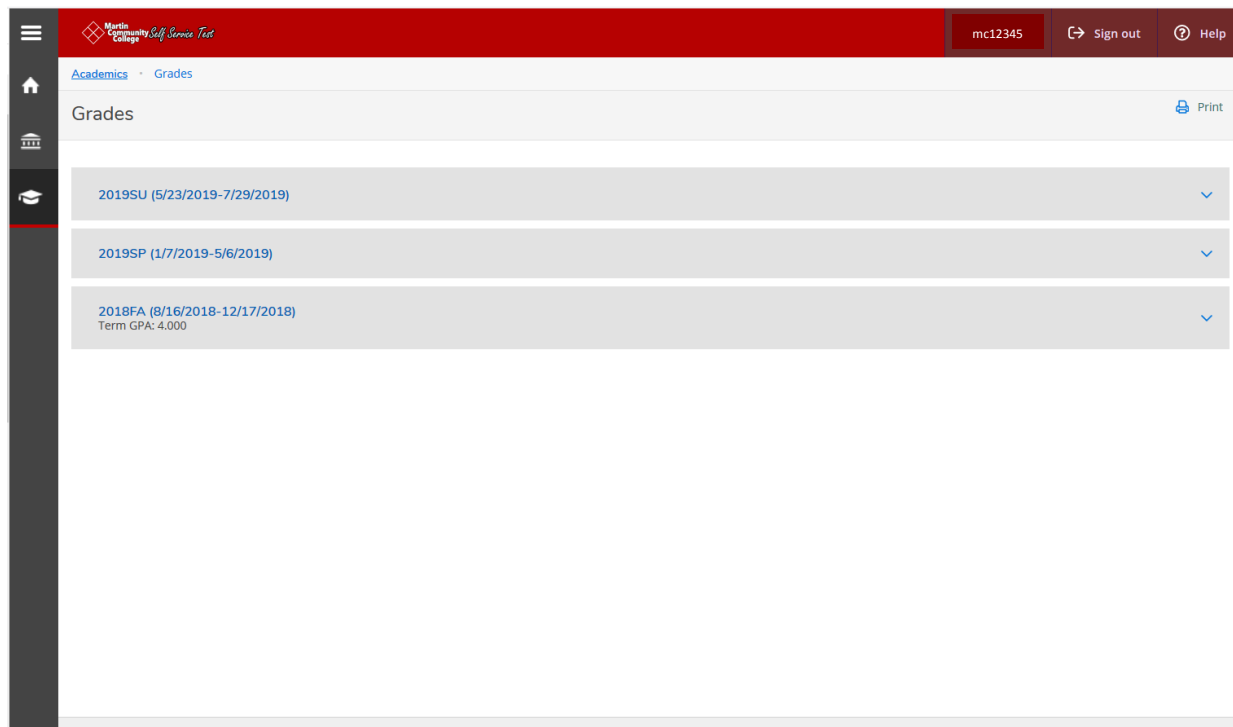 Martin
Community
College
Self Service Test
mc12345
Sign out
Help
Academics · Grades
Grades
Print
2019SU (5/23/2019-7/29/2019)
2019SP (1/7/2019-5/6/2019)
2018FA (8/16/2018-12/17/2018)
Term GPA: 4.000